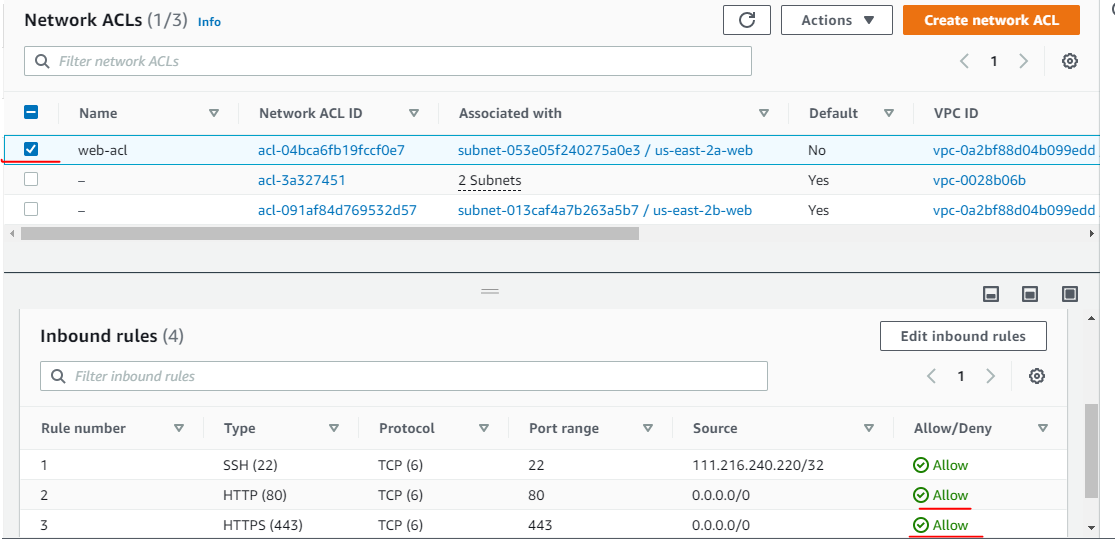 Network ACLs (1/3) Info
Actions
Create network ACL
Filter network ACLs
1
Name Network ACL ID Associated with Default VPC ID
web-acl acl-04bca6fb19fccf0e7 subnet-053e05f240275a0e3 / us-east-2a-web No vpc-0a2bf88d04b099edd
– acl-3a327451 2 Subnets Yes vpc-0028b06b
– acl-091af84d769532d57 subnet-013caf4a7b263a5b7 / us-east-2b-web Yes vpc-0a2bf88d04b099edd
Inbound rules (4)
Edit inbound rules
Filter inbound rules
1
Rule number Type Protocol Port range Source Allow/Deny
1 SSH (22) TCP (6) 22 111.216.240.220/32 Allow
2 HTTP (80) TCP (6) 80 0.0.0.0/0 Allow
3 HTTPS (443) TCP (6) 443 0.0.0.0/0 Allow